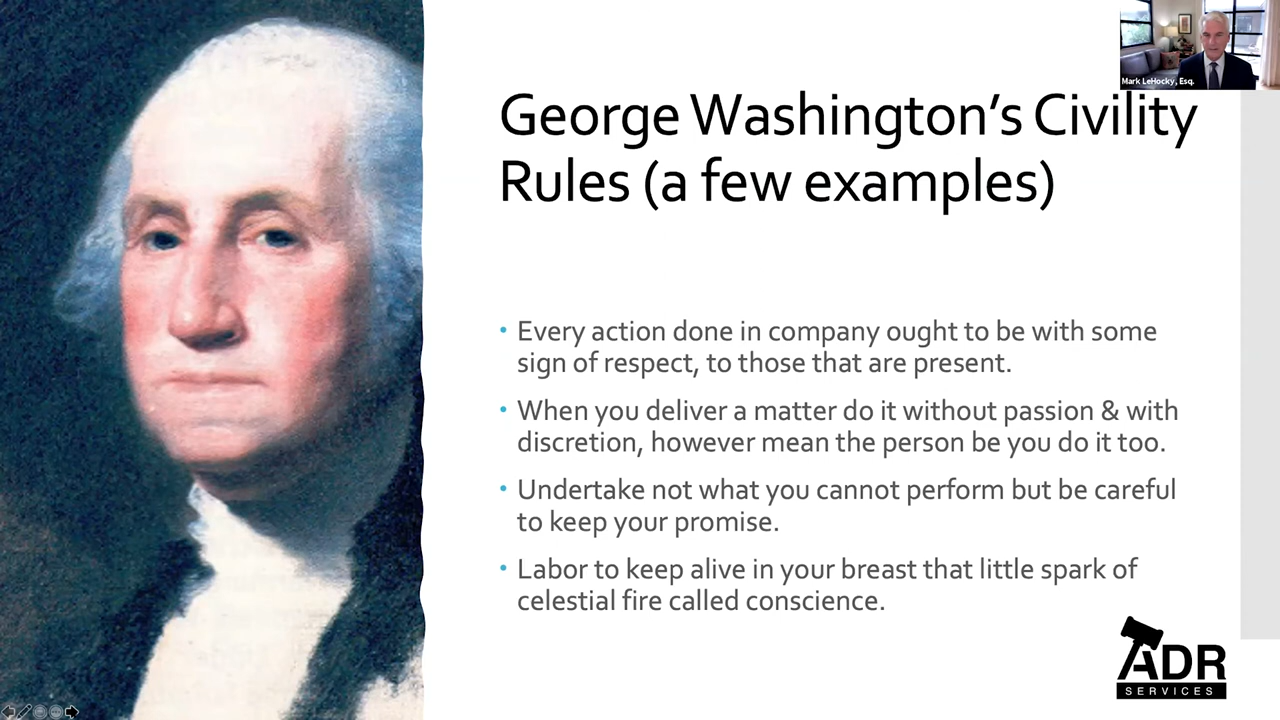 Mark LeHocky, Esq.
George Washington’s Civility
Rules (a few examples)
• Every action done in company ought to be with some
sign of respect, to those that are present.
• When you deliver a matter do it without passion & with
discretion, however mean the person be you do it too.
• Undertake not what you cannot perform but be careful
to keep your promise.
• Labor to keep alive in your breast that little spark of
celestial fire called conscience.
ADR
SERVICES